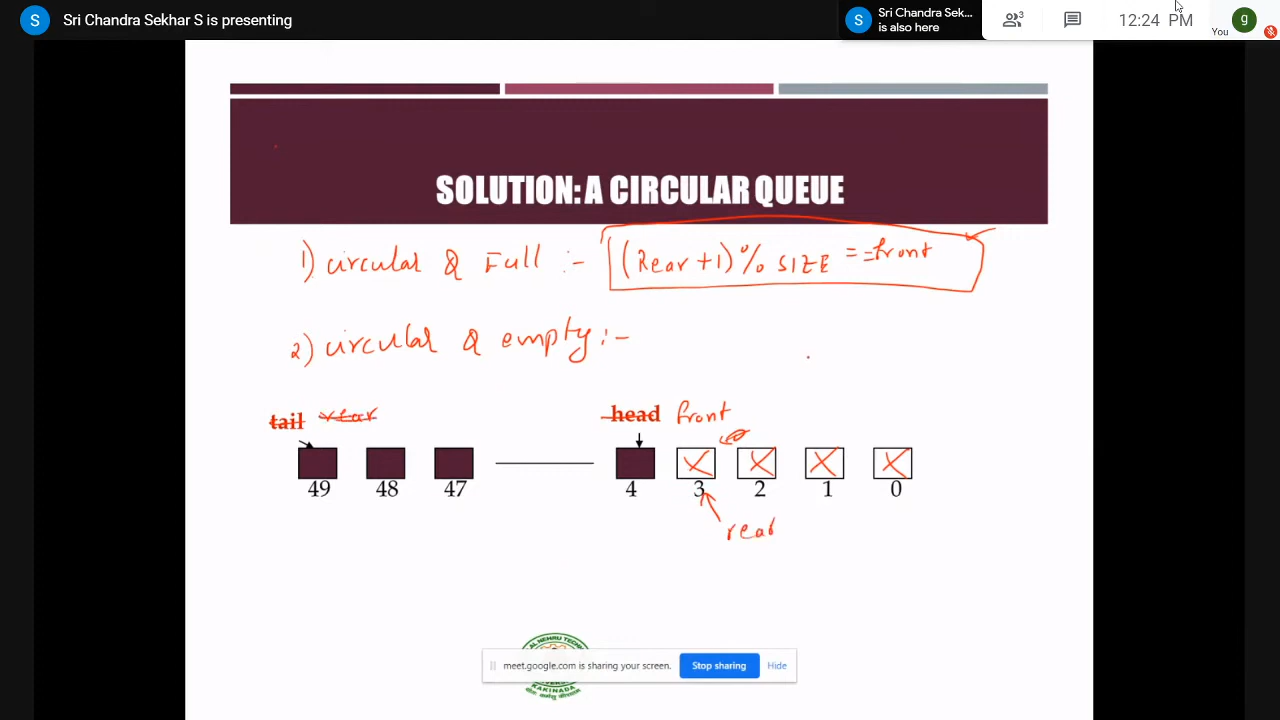 Sri Chandra Sekhar S is presenting
S
S
Sri Chandra Sek...
is also here
3
12:24 PM
You
g
SOLUTION: A CIRCULAR QUEUE
1) circular Q Full :- (Rear+1) % SIZE == front
2) circular Q empty :-
tail rear
head front
49 48 47 4 3 2 1 0
rear
meet.google.com is sharing your screen. Stop sharing Hide
KAKINADA